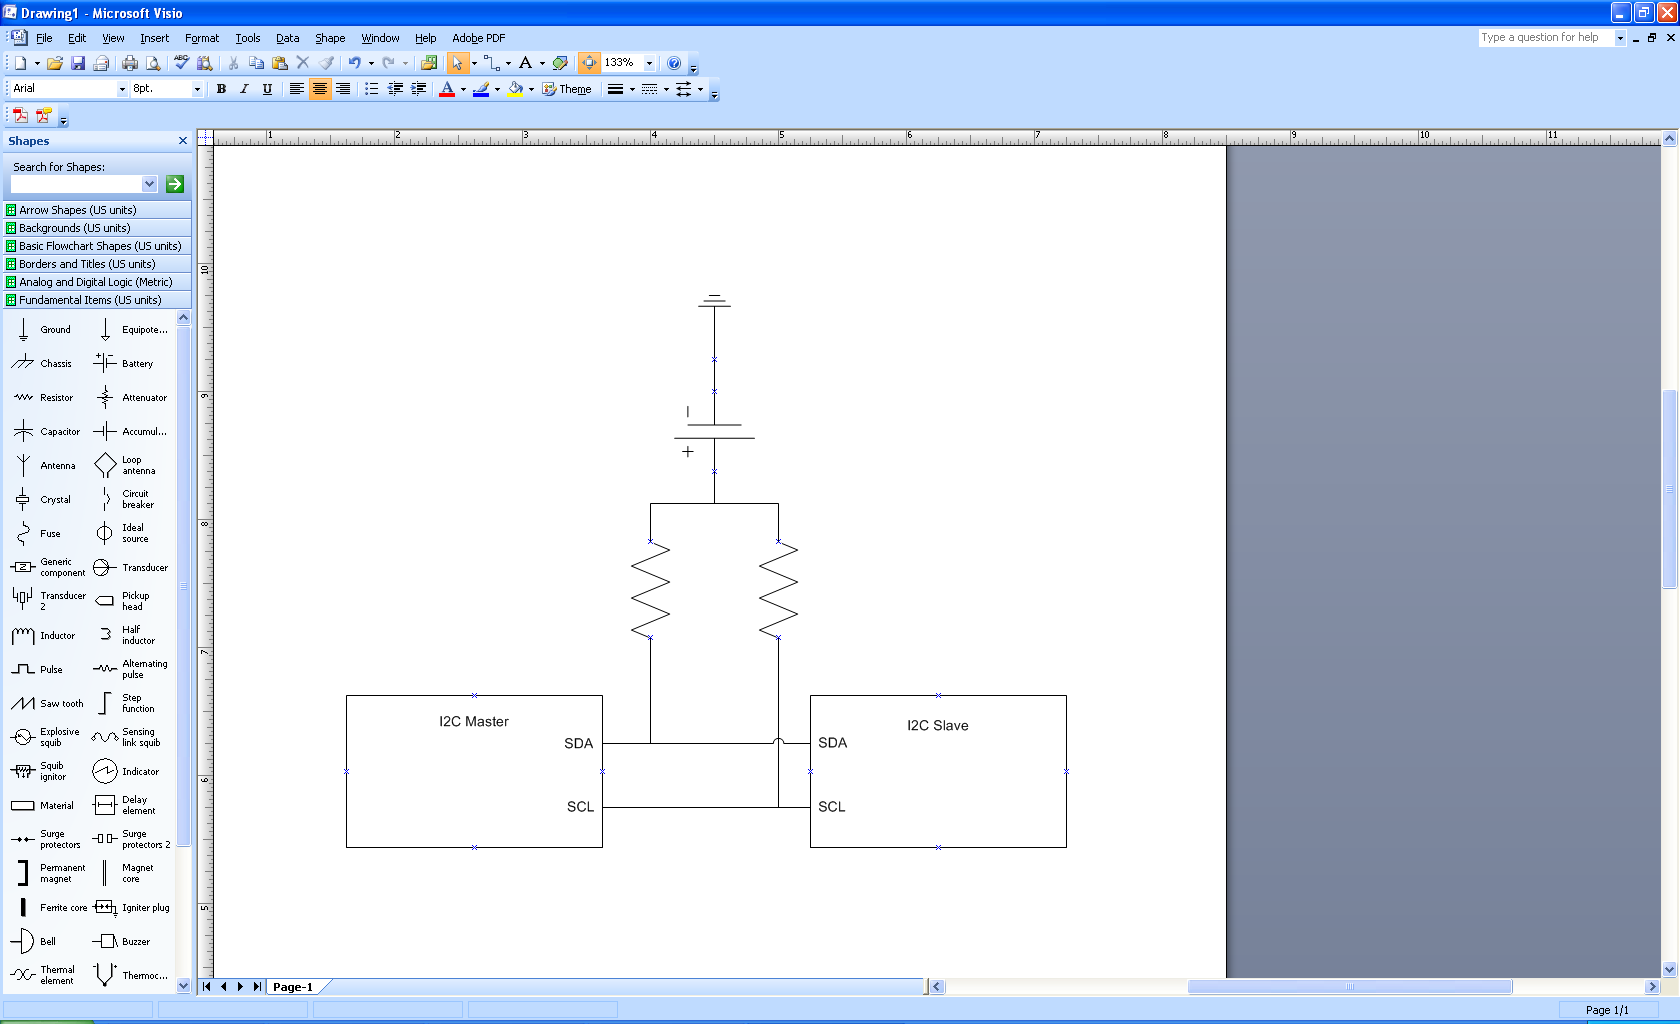 Drawing1 - Microsoft Visio
File Edit View Insert Format Tools Data Shape Window Help Adobe PDF
Type a question for help
133%
Arial 8pt. B I U A Theme
Shapes
Search for Shapes:
Arrow Shapes (US units)
Backgrounds (US units)
Basic Flowchart Shapes (US units)
Borders and Titles (US units)
Analog and Digital Logic (Metric)
Fundamental Items (US units)
Ground Equipote...
Chassis Battery
Resistor Attenuator
Capacitor Accumul...
Antenna Loop antenna
Crystal Circuit breaker
Fuse Ideal source
Generic component Transducer
Transducer 2 Pickup head
Inductor Half inductor
Pulse Alternating pulse
Saw tooth Step function
Explosive squib Sensing link squib
Squib ignitor Indicator
Material Delay element
Surge protectors Surge protectors 2
Permanent magnet Magnet core
Ferrite core Igniter plug
Bell Buzzer
Thermal element Thermoc...
1 2 3 4 5 6 7 8 9 10 11
10
9
8
7
6
5
I2C Master
SDA
SCL
I2C Slave
SDA
SCL
Page-1
Page 1/1